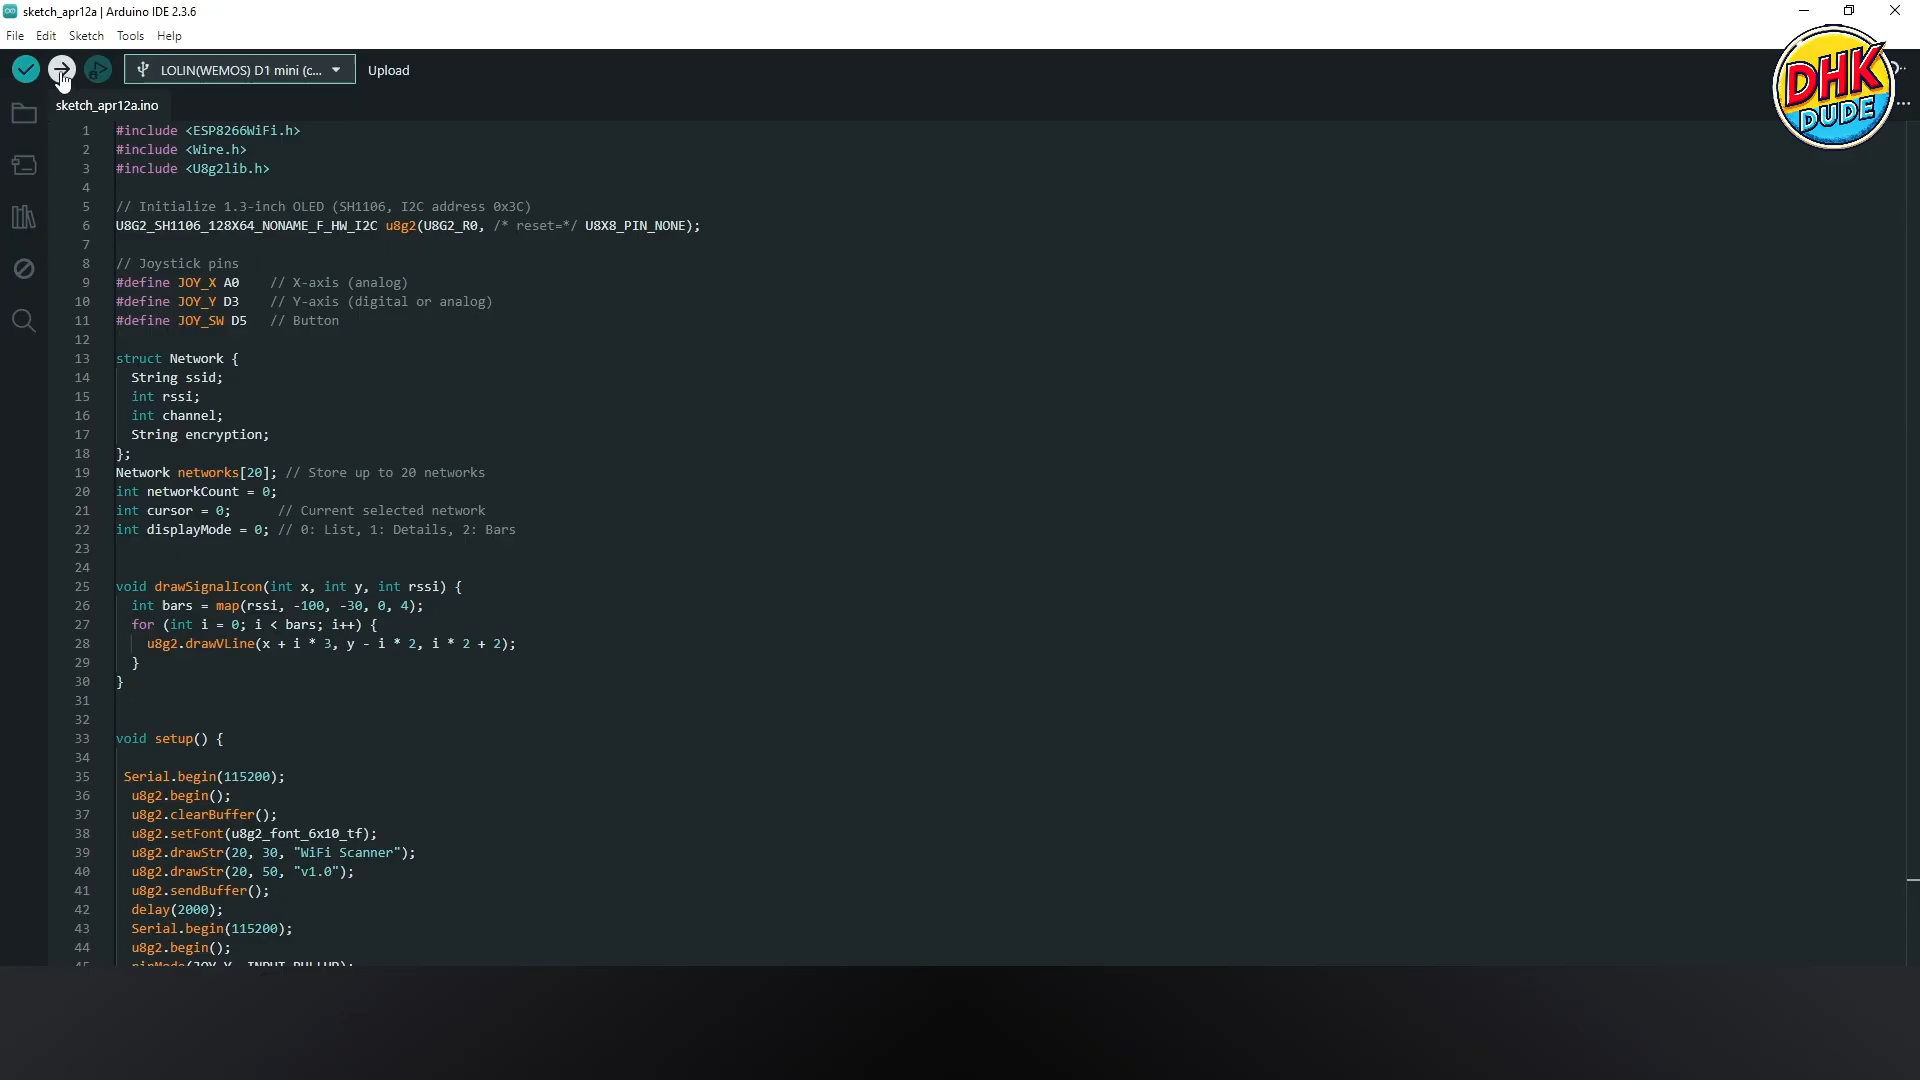 sketch_apr12a | Arduino IDE 2.3.6
File Edit Sketch Tools Help
LOLIN(WEMOS) D1 mini (c... Upload
DHK
DUDE
sketch_apr12a.ino
1 #include <ESP8266WiFi.h>
2 #include <Wire.h>
3 #include <U8g2lib.h>
4
5 // Initialize 1.3-inch OLED (SH1106, I2C address 0x3C)
6 U8G2_SH1106_128X64_NONAME_F_HW_I2C u8g2(U8G2_R0, /* reset=*/ U8X8_PIN_NONE);
7
8 // Joystick pins
9 #define JOY_X A0 // X-axis (analog)
10 #define JOY_Y D3 // Y-axis (digital or analog)
11 #define JOY_SW D5 // Button
12
13 struct Network {
14 String ssid;
15 int rssi;
16 int channel;
17 String encryption;
18 };
19 Network networks[20]; // Store up to 20 networks
20 int networkCount = 0;
21 int cursor = 0; // Current selected network
22 int displayMode = 0; // 0: List, 1: Details, 2: Bars
23
24
25 void drawSignalIcon(int x, int y, int rssi) {
26 int bars = map(rssi, -100, -30, 0, 4);
27 for (int i = 0; i < bars; i++) {
28 u8g2.drawVLine(x + i * 3, y - i * 2, i * 2 + 2);
29 }
30 }
31
32
33 void setup() {
34
35 Serial.begin(115200);
36 u8g2.begin();
37 u8g2.clearBuffer();
38 u8g2.setFont(u8g2_font_6x10_tf);
39 u8g2.drawStr(20, 30, "WiFi Scanner");
40 u8g2.drawStr(20, 50, "v1.0");
41 u8g2.sendBuffer();
42 delay(2000);
43 Serial.begin(115200);
44 u8g2.begin();